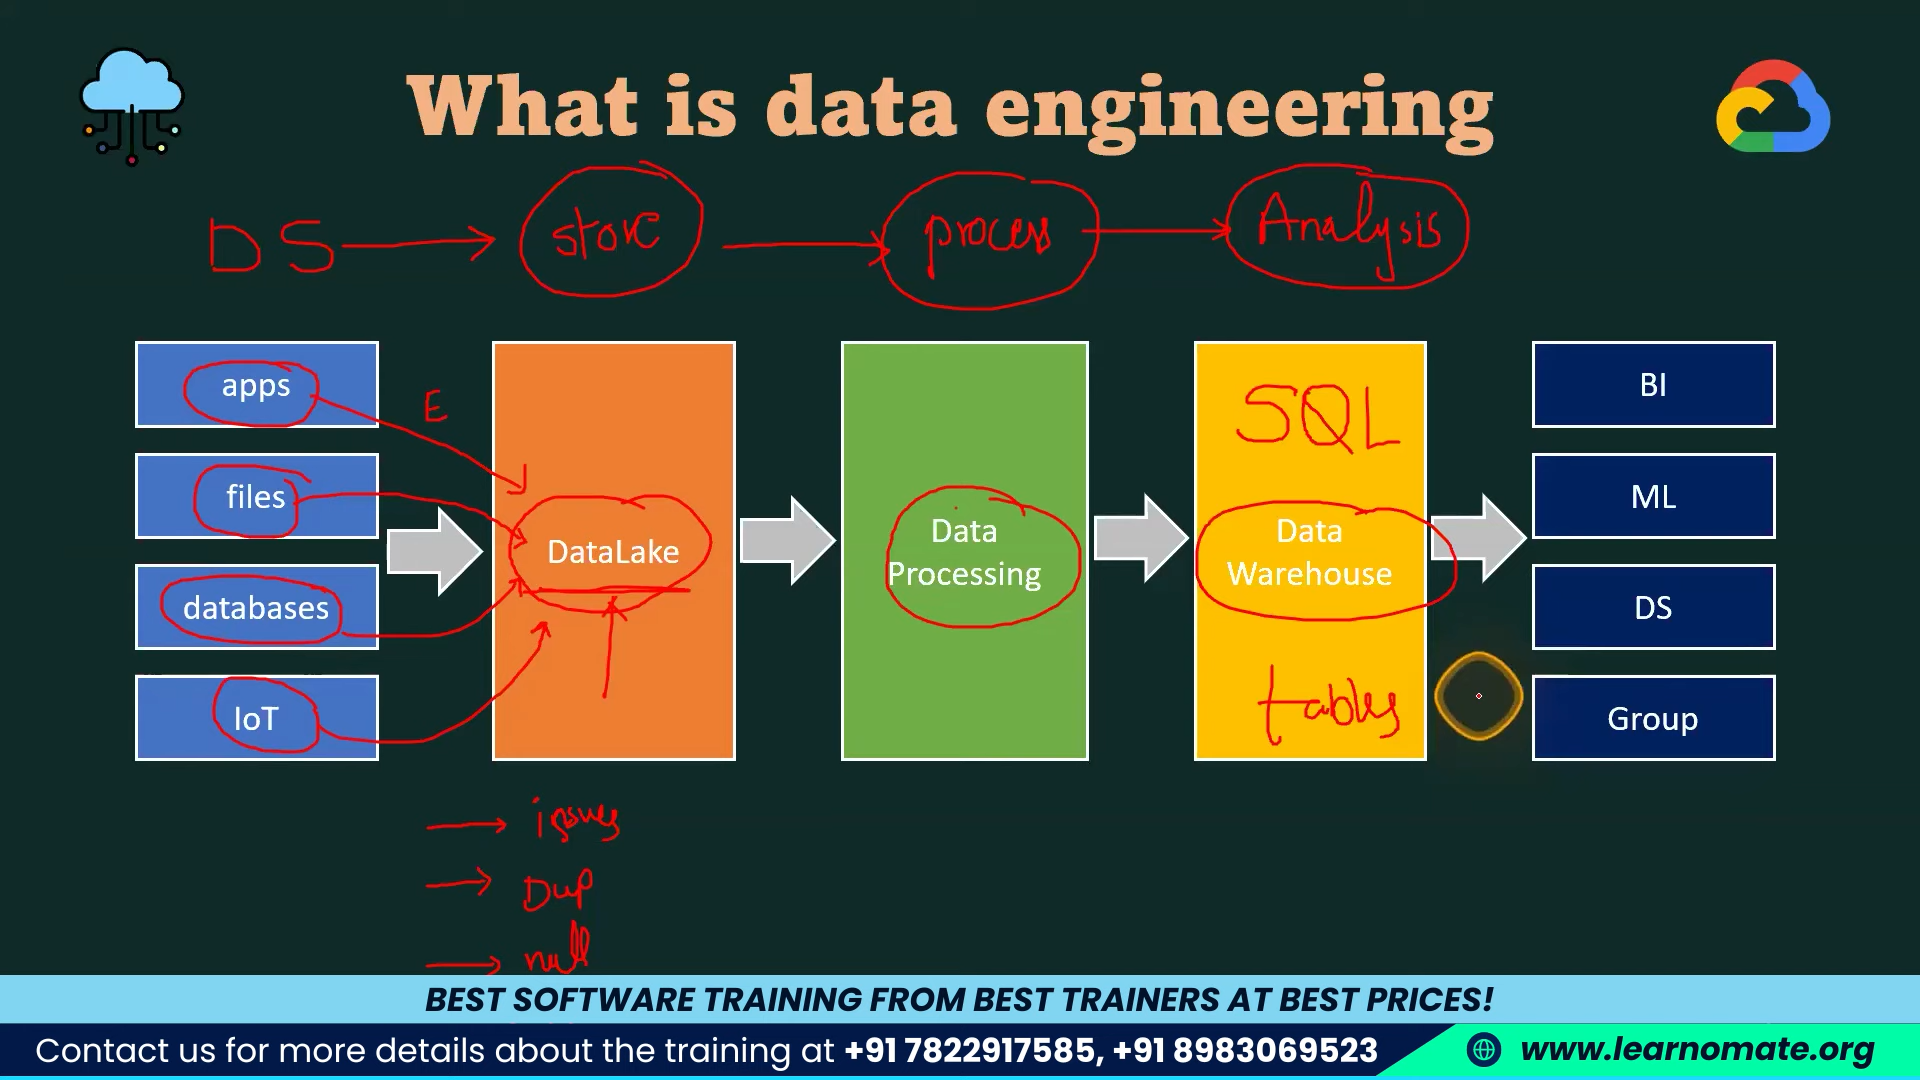 What is data engineering
DS
store
process
Analysis
apps
files
databases
IoT
E
DataLake
Data
Processing
SQL
Data
Warehouse
tables
BI
ML
DS
Group
issues
Dup
null
BEST SOFTWARE TRAINING FROM BEST TRAINERS AT BEST PRICES!
Contact us for more details about the training at +91 7822917585, +91 8983069523
www.learnomate.org